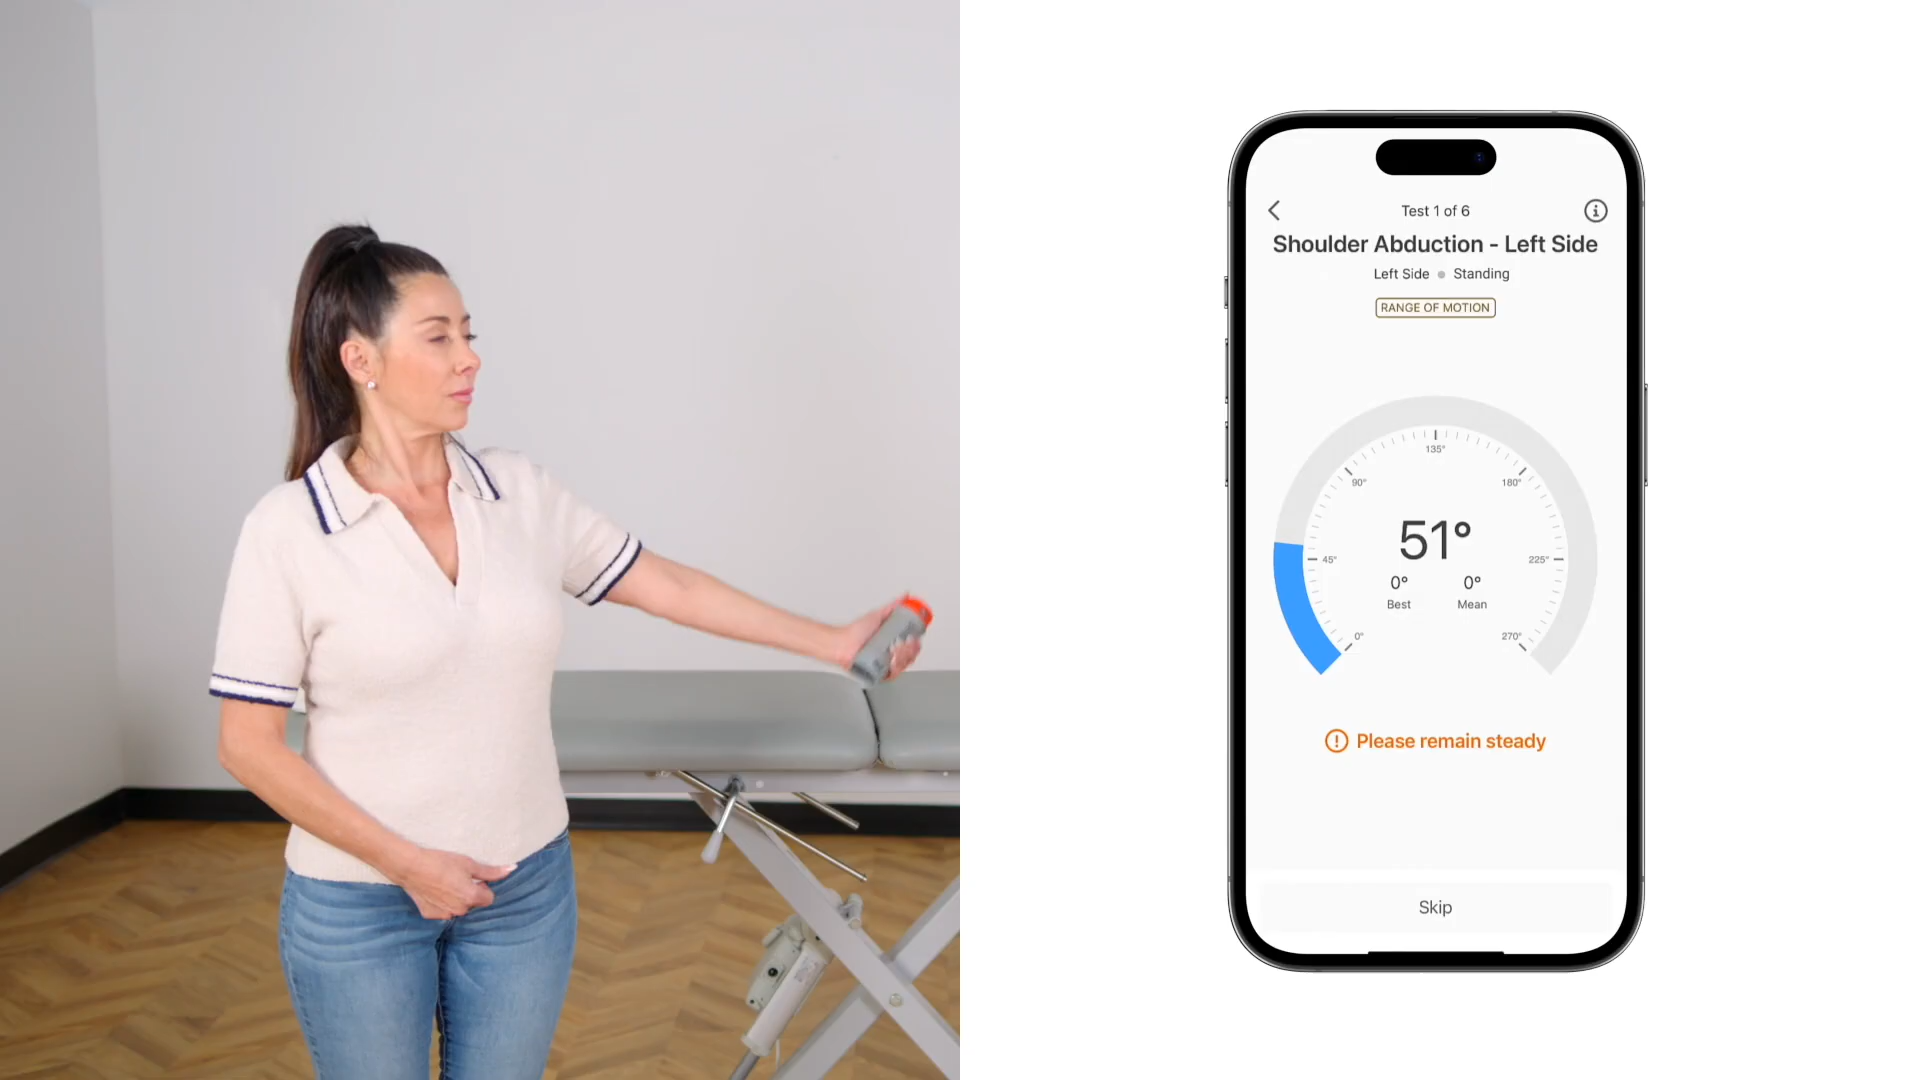 Test 1 of 6
Shoulder Abduction - Left Side
Left Side Standing
RANGE OF MOTION
135°
90° 180°
51°
45° 225°
0° 0°
Best Mean
0° 270°
Please remain steady
Skip